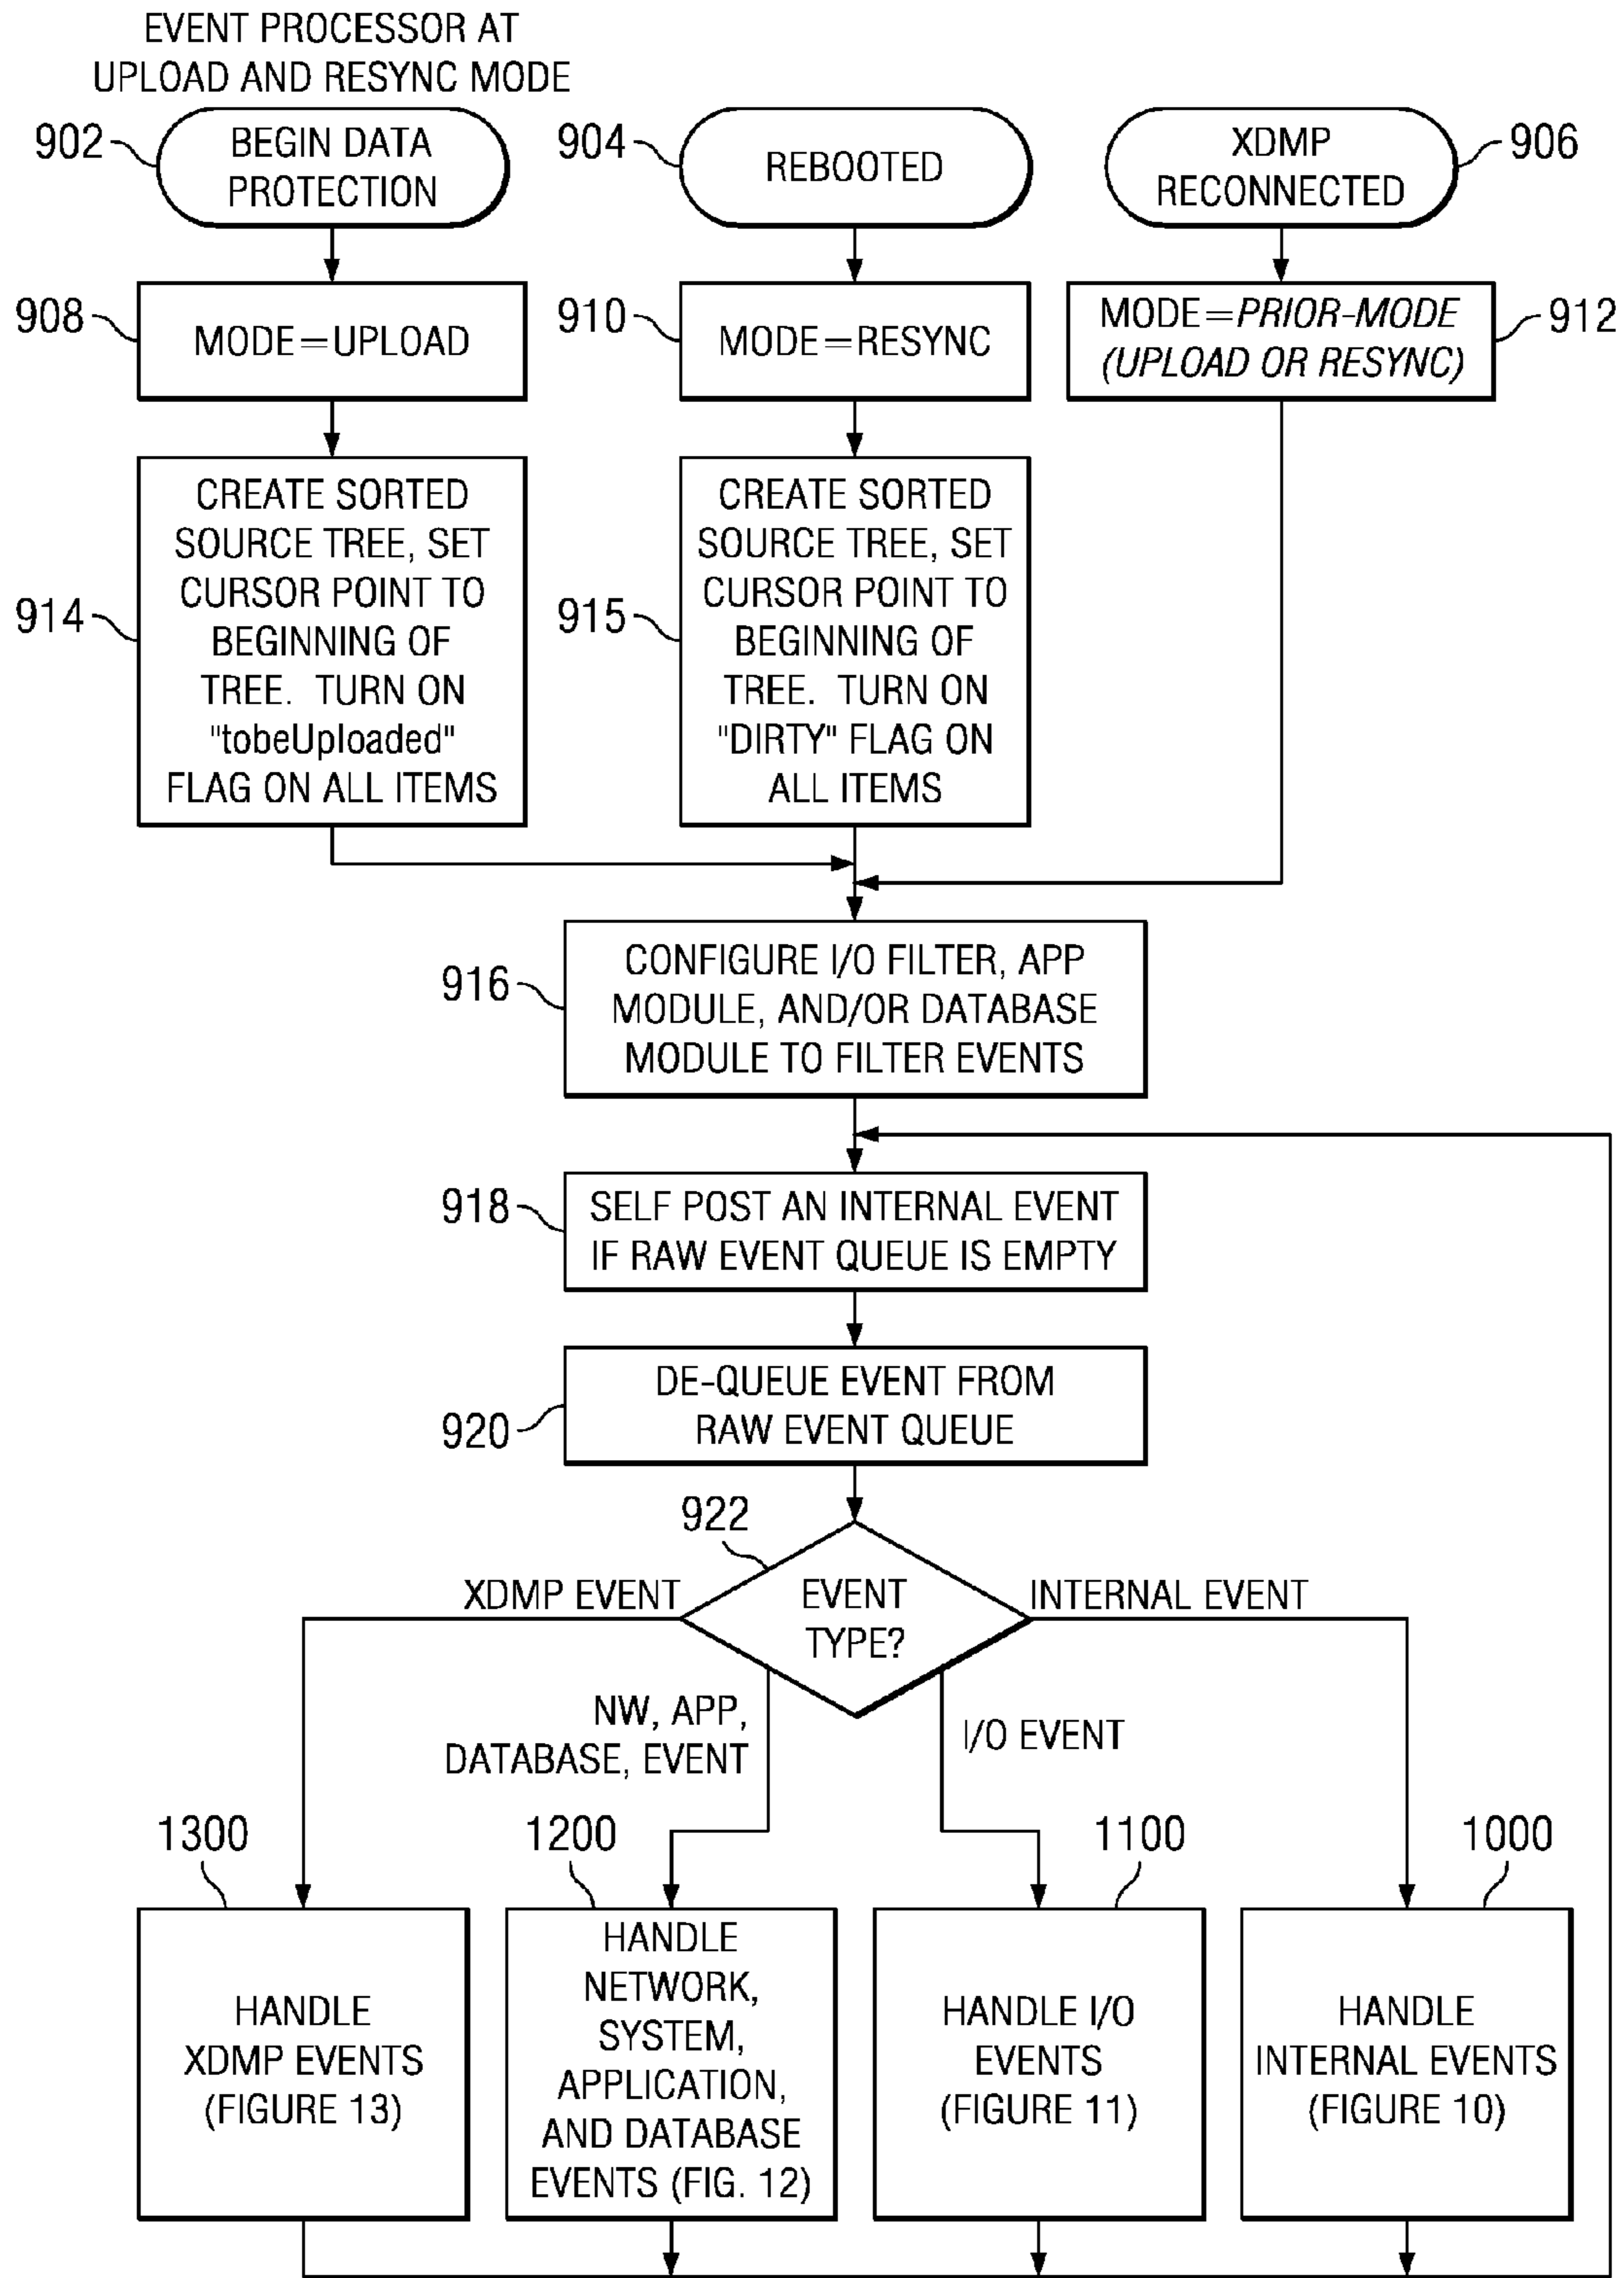 EVENT PROCESSOR AT
UPLOAD AND RESYNC MODE
902
BEGIN DATA
PROTECTION
904
REBOOTED
XDMP
RECONNECTED
906
908
MODE=UPLOAD
910
MODE=RESYNC
MODE=PRIOR-MODE
(UPLOAD OR RESYNC)
912
914
CREATE SORTED
SOURCE TREE, SET
CURSOR POINT TO
BEGINNING OF
TREE. TURN ON
"tobeUploaded"
FLAG ON ALL ITEMS
915
CREATE SORTED
SOURCE TREE, SET
CURSOR POINT TO
BEGINNING OF
TREE. TURN ON
"DIRTY" FLAG ON
ALL ITEMS
916
CONFIGURE I/O FILTER, APP
MODULE, AND/OR DATABASE
MODULE TO FILTER EVENTS
918
SELF POST AN INTERNAL EVENT
IF RAW EVENT QUEUE IS EMPTY
920
DE-QUEUE EVENT FROM
RAW EVENT QUEUE
922
EVENT
TYPE?
XDMP EVENT
INTERNAL EVENT
NW, APP,
DATABASE, EVENT
I/O EVENT
1300
HANDLE
XDMP EVENTS
(FIGURE 13)
1200
HANDLE
NETWORK,
SYSTEM,
APPLICATION,
AND DATABASE
EVENTS (FIG. 12)
1100
HANDLE I/O
EVENTS
(FIGURE 11)
1000
HANDLE
INTERNAL EVENTS
(FIGURE 10)